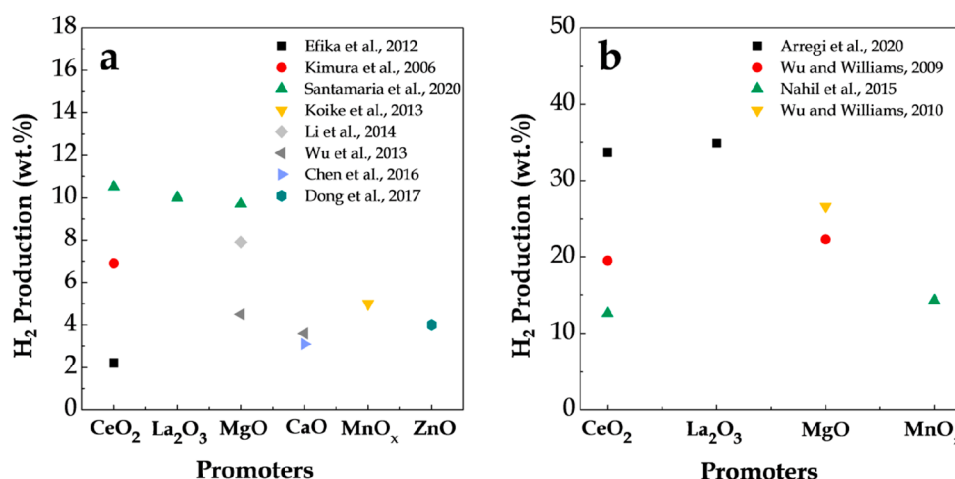 a
18
16
14
12
10
8
6
4
2
0
H₂ Production (wt.%)
Efika et al., 2012
Kimura et al., 2006
Santamaria et al., 2020
Koike et al., 2013
Li et al., 2014
Wu et al., 2013
Chen et al., 2016
Dong et al., 2017
CeO₂ La₂O₃ MgO CaO MnOₓ ZnO
Promoters
b
50
40
30
20
10
0
H₂ Production (wt.%)
Arregi et al., 2020
Wu and Williams, 2009
Nahil et al., 2015
Wu and Williams, 2010
CeO₂ La₂O₃ MgO MnOₓ
Promoters